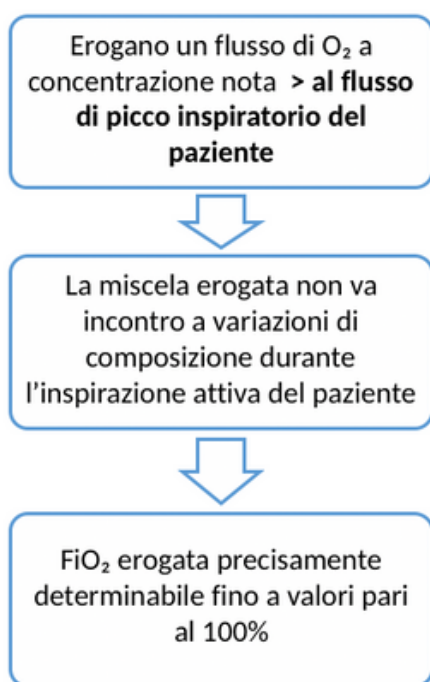 Erogano un flusso di O₂ a
concentrazione nota > al flusso
di picco inspiratorio del
paziente
La miscela erogata non va
incontro a variazioni di
composizione durante
l’inspirazione attiva del paziente
FiO₂ erogata precisamente
determinabile fino a valori pari
al 100%